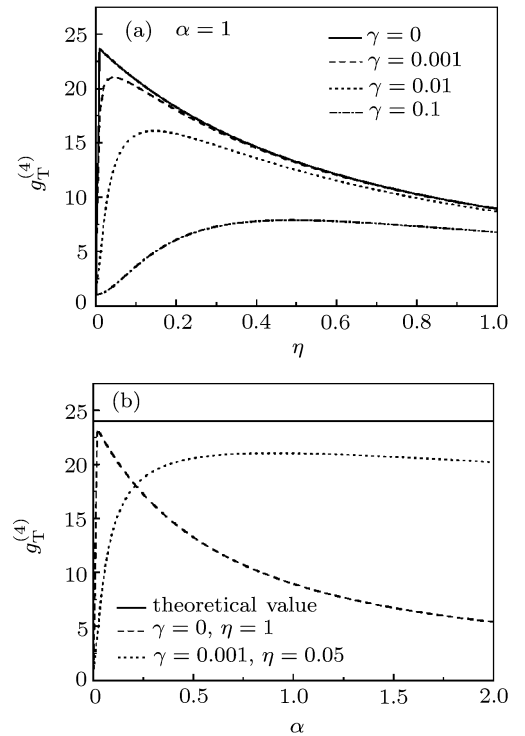 (a) α = 1
γ = 0
γ = 0.001
γ = 0.01
γ = 0.1
25
20
15
10
5
0
g_T^(4)
0 0.2 0.4 0.6 0.8 1.0
η
(b)
25
20
15
10
5
0
g_T^(4)
theoretical value
γ = 0, η = 1
γ = 0.001, η = 0.05
0 0.5 1.0 1.5 2.0
α